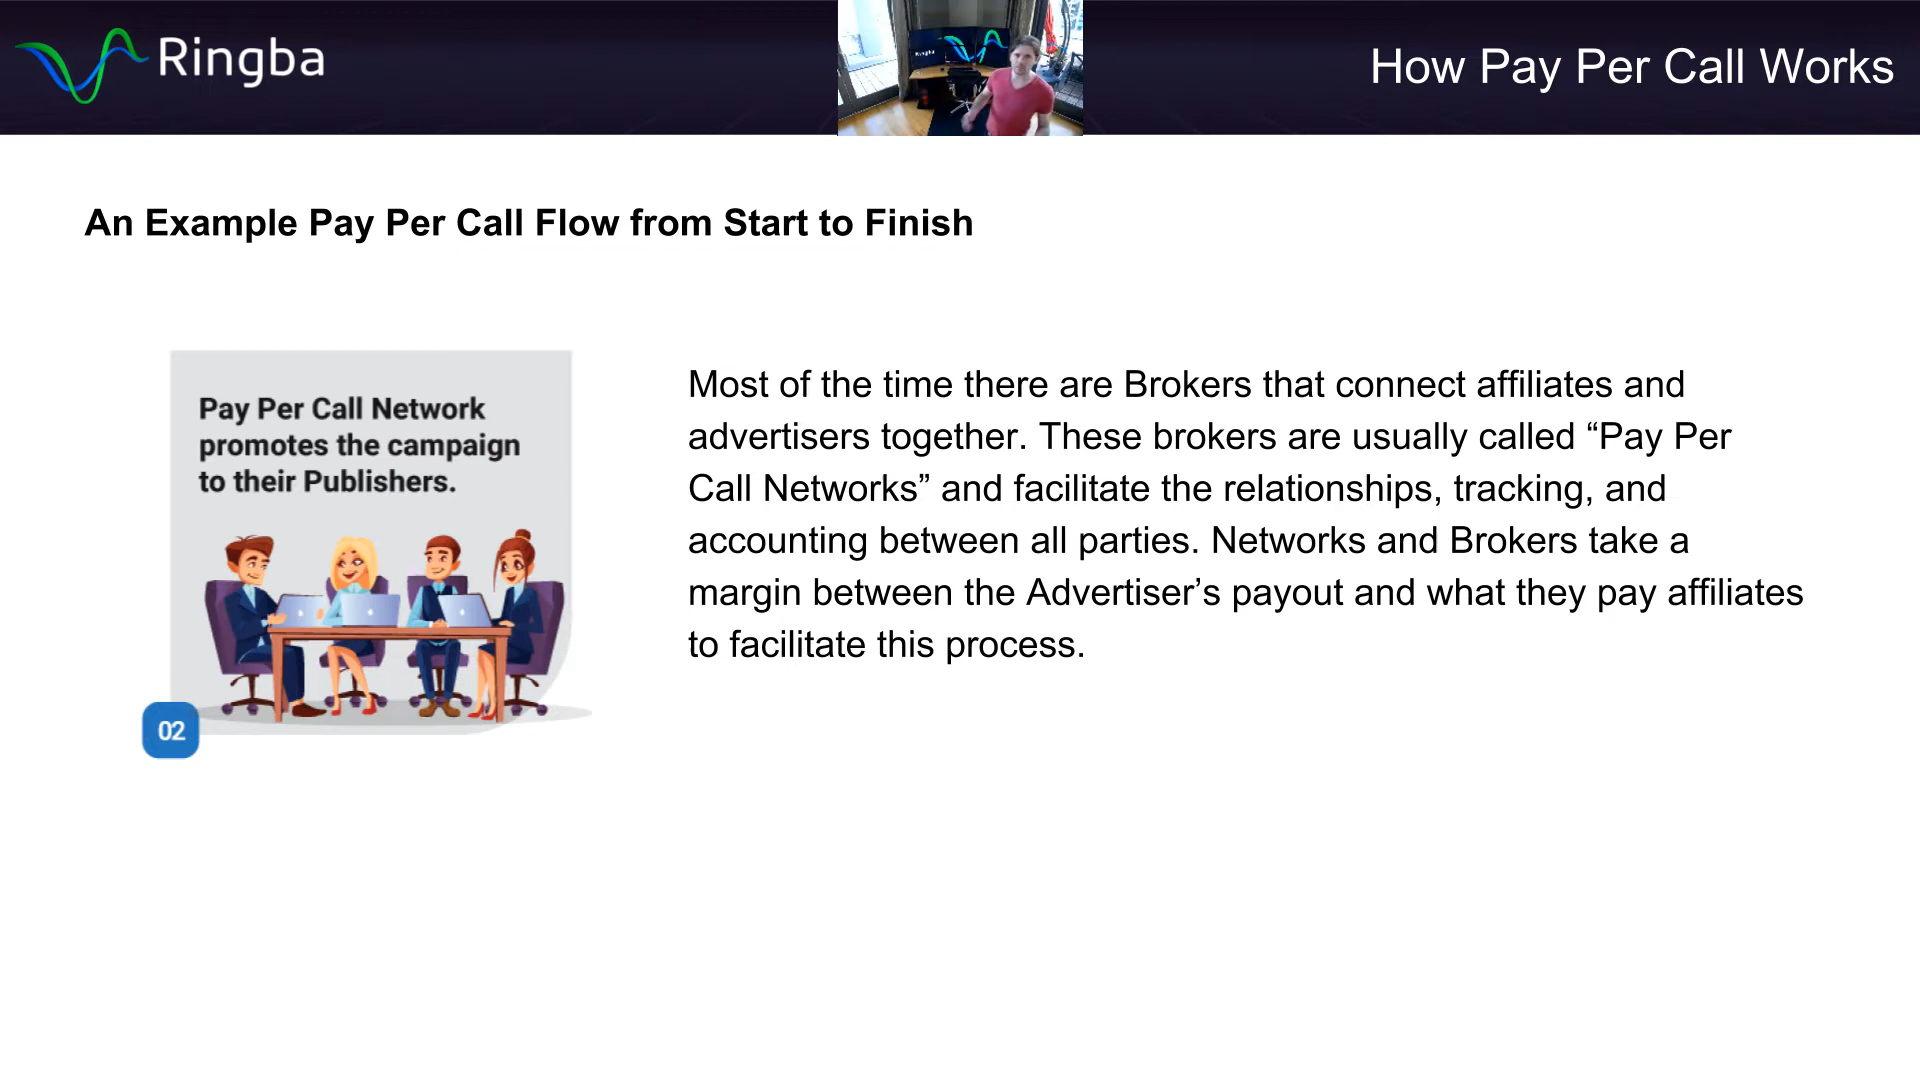 Ringba
How Pay Per Call Works
An Example Pay Per Call Flow from Start to Finish
Pay Per Call Network
promotes the campaign
to their Publishers.
02
Most of the time there are Brokers that connect affiliates and
advertisers together. These brokers are usually called “Pay Per
Call Networks” and facilitate the relationships, tracking, and
accounting between all parties. Networks and Brokers take a
margin between the Advertiser’s payout and what they pay affiliates
to facilitate this process.